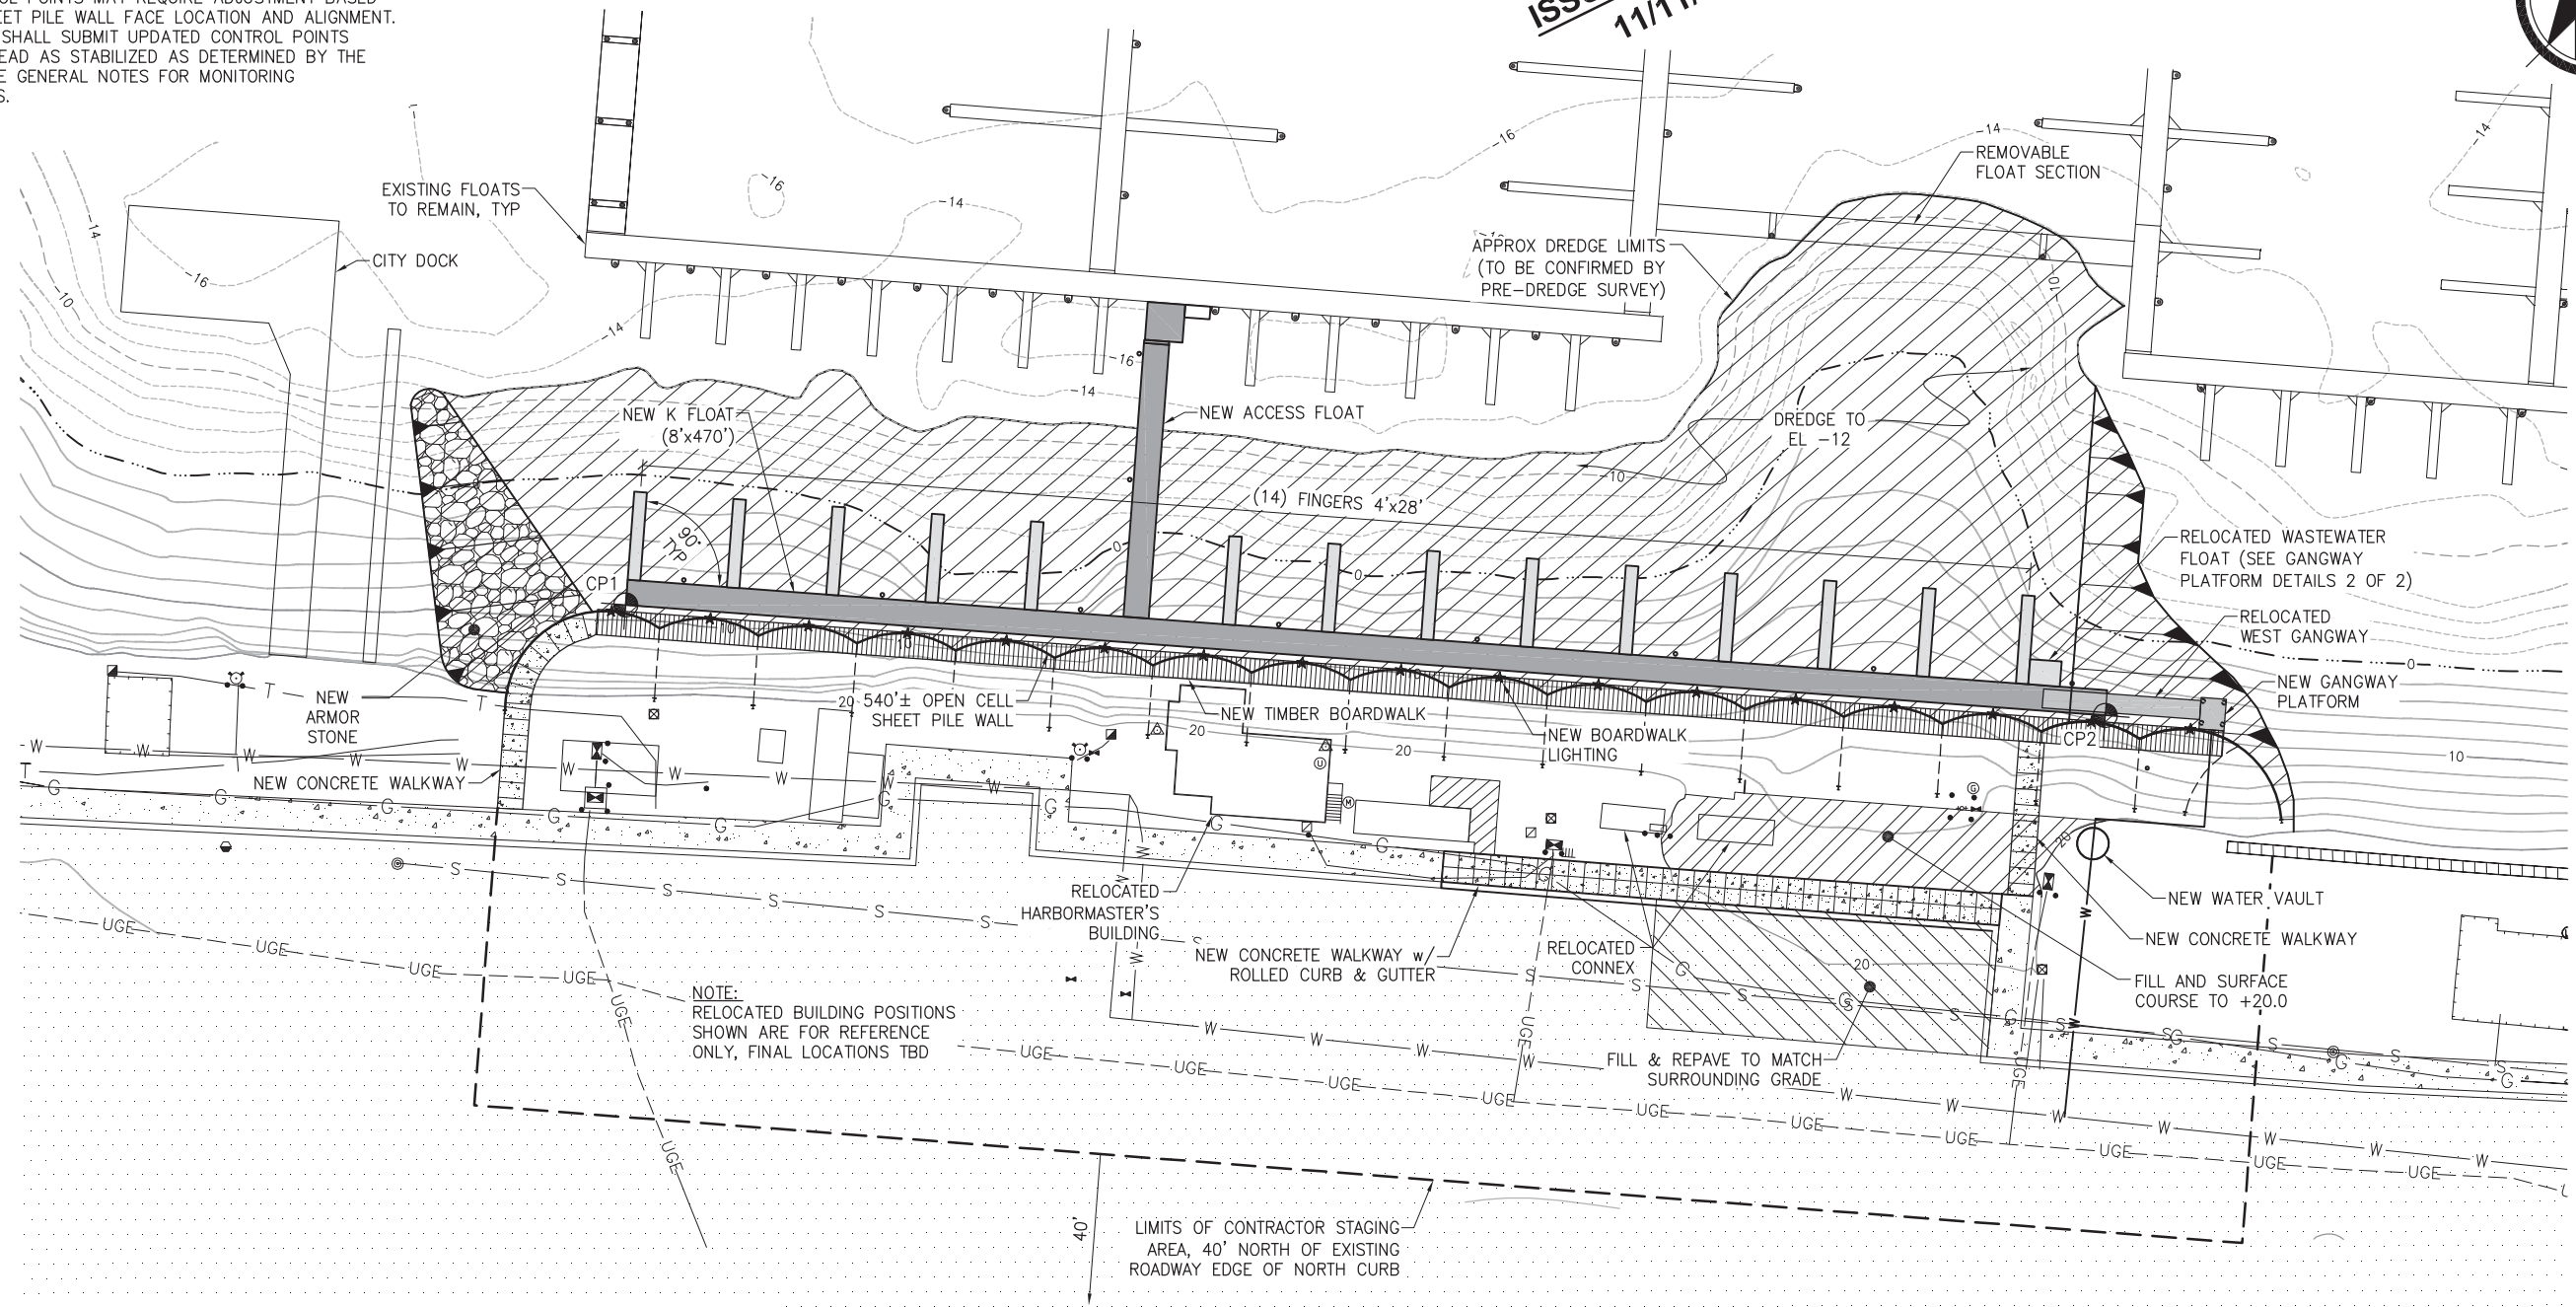 EET PILE WALL FACE LOCATION AND ALIGNMENT.
SHALL SUBMIT UPDATED CONTROL POINTS
EAD AS STABILIZED AS DETERMINED BY THE
E GENERAL NOTES FOR MONITORING
S.
11/11/
EXISTING FLOATS
TO REMAIN, TYP
CITY DOCK
REMOVABLE
FLOAT SECTION
APPROX DREDGE LIMITS
(TO BE CONFIRMED BY
PRE-DREDGE SURVEY)
NEW K FLOAT
(8'x470')
NEW ACCESS FLOAT
DREDGE TO
EL -12
(14) FINGERS 4'x28'
90°
TYP
CP1
RELOCATED WASTEWATER
FLOAT (SEE GANGWAY
PLATFORM DETAILS 2 OF 2)
RELOCATED
WEST GANGWAY
NEW GANGWAY
PLATFORM
NEW
ARMOR
STONE
540'± OPEN CELL
SHEET PILE WALL
NEW TIMBER BOARDWALK
NEW BOARDWALK
LIGHTING
CP2
NEW CONCRETE WALKWAY
RELOCATED
HARBORMASTER'S
BUILDING
NEW CONCRETE WALKWAY w/
ROLLED CURB & GUTTER
RELOCATED
CONNEX
NEW WATER VAULT
NEW CONCRETE WALKWAY
FILL AND SURFACE
COURSE TO +20.0
NOTE:
RELOCATED BUILDING POSITIONS
SHOWN ARE FOR REFERENCE
ONLY, FINAL LOCATIONS TBD
FILL & REPAVE TO MATCH
SURROUNDING GRADE
40'
LIMITS OF CONTRACTOR STAGING
AREA, 40' NORTH OF EXISTING
ROADWAY EDGE OF NORTH CURB